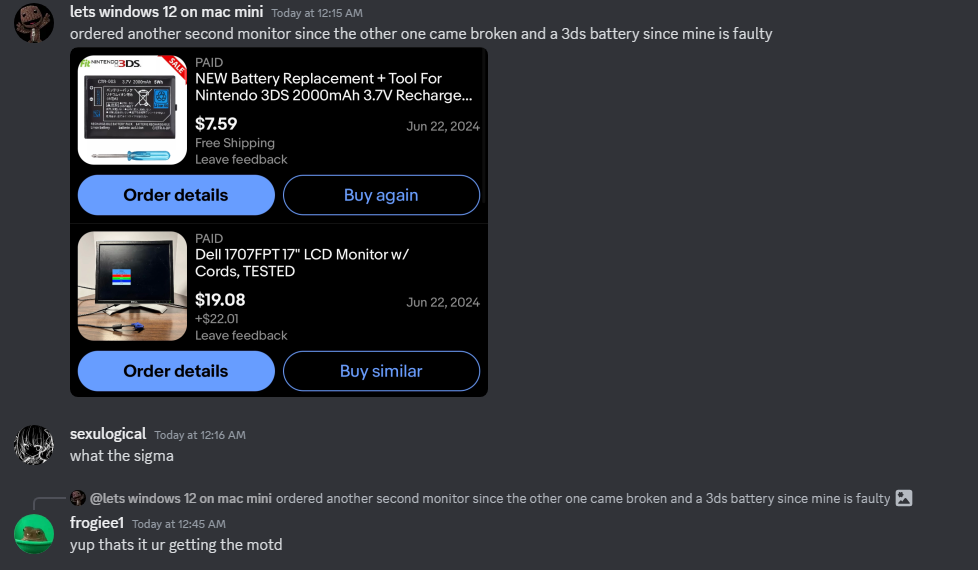 lets windows 12 on mac mini Today at 12:15 AM
ordered another second monitor since the other one came broken and a 3ds battery since mine is faulty
NINTENDO 3DS
SALE
PAID
NEW Battery Replacement + Tool For
Nintendo 3DS 2000mAh 3.7V Recharge...
$7.59
Jun 22, 2024
Free Shipping
Leave feedback
Order details
Buy again
PAID
Dell 1707FPT 17" LCD Monitor w/
Cords, TESTED
$19.08
Jun 22, 2024
+$22.01
Leave feedback
Order details
Buy similar
sexulogical Today at 12:16 AM
what the sigma
@lets windows 12 on mac mini ordered another second monitor since the other one came broken and a 3ds battery since mine is faulty
frogiee1 Today at 12:45 AM
yup thats it ur getting the motd